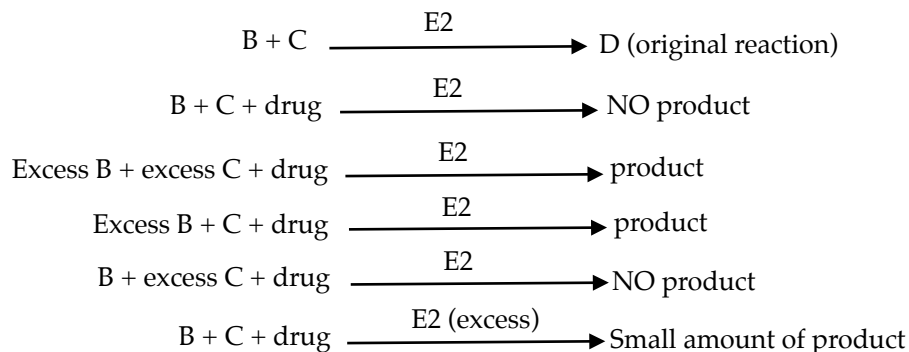 B + C E2 D (original reaction)
B + C + drug E2 NO product
Excess B + excess C + drug E2 product
Excess B + C + drug E2 product
B + excess C + drug E2 NO product
B + C + drug E2 (excess) Small amount of product